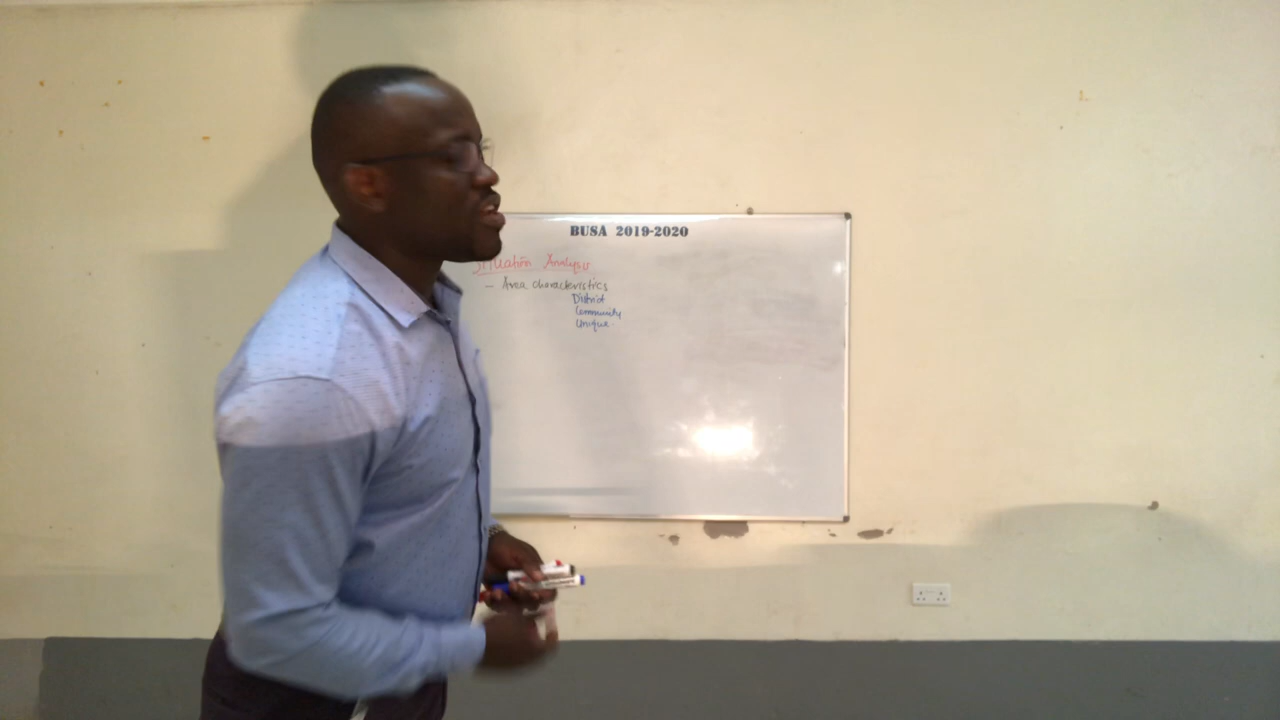 BUSA 2019-2020
Situation Analysis
- Area characteristics
District
Community
Unique